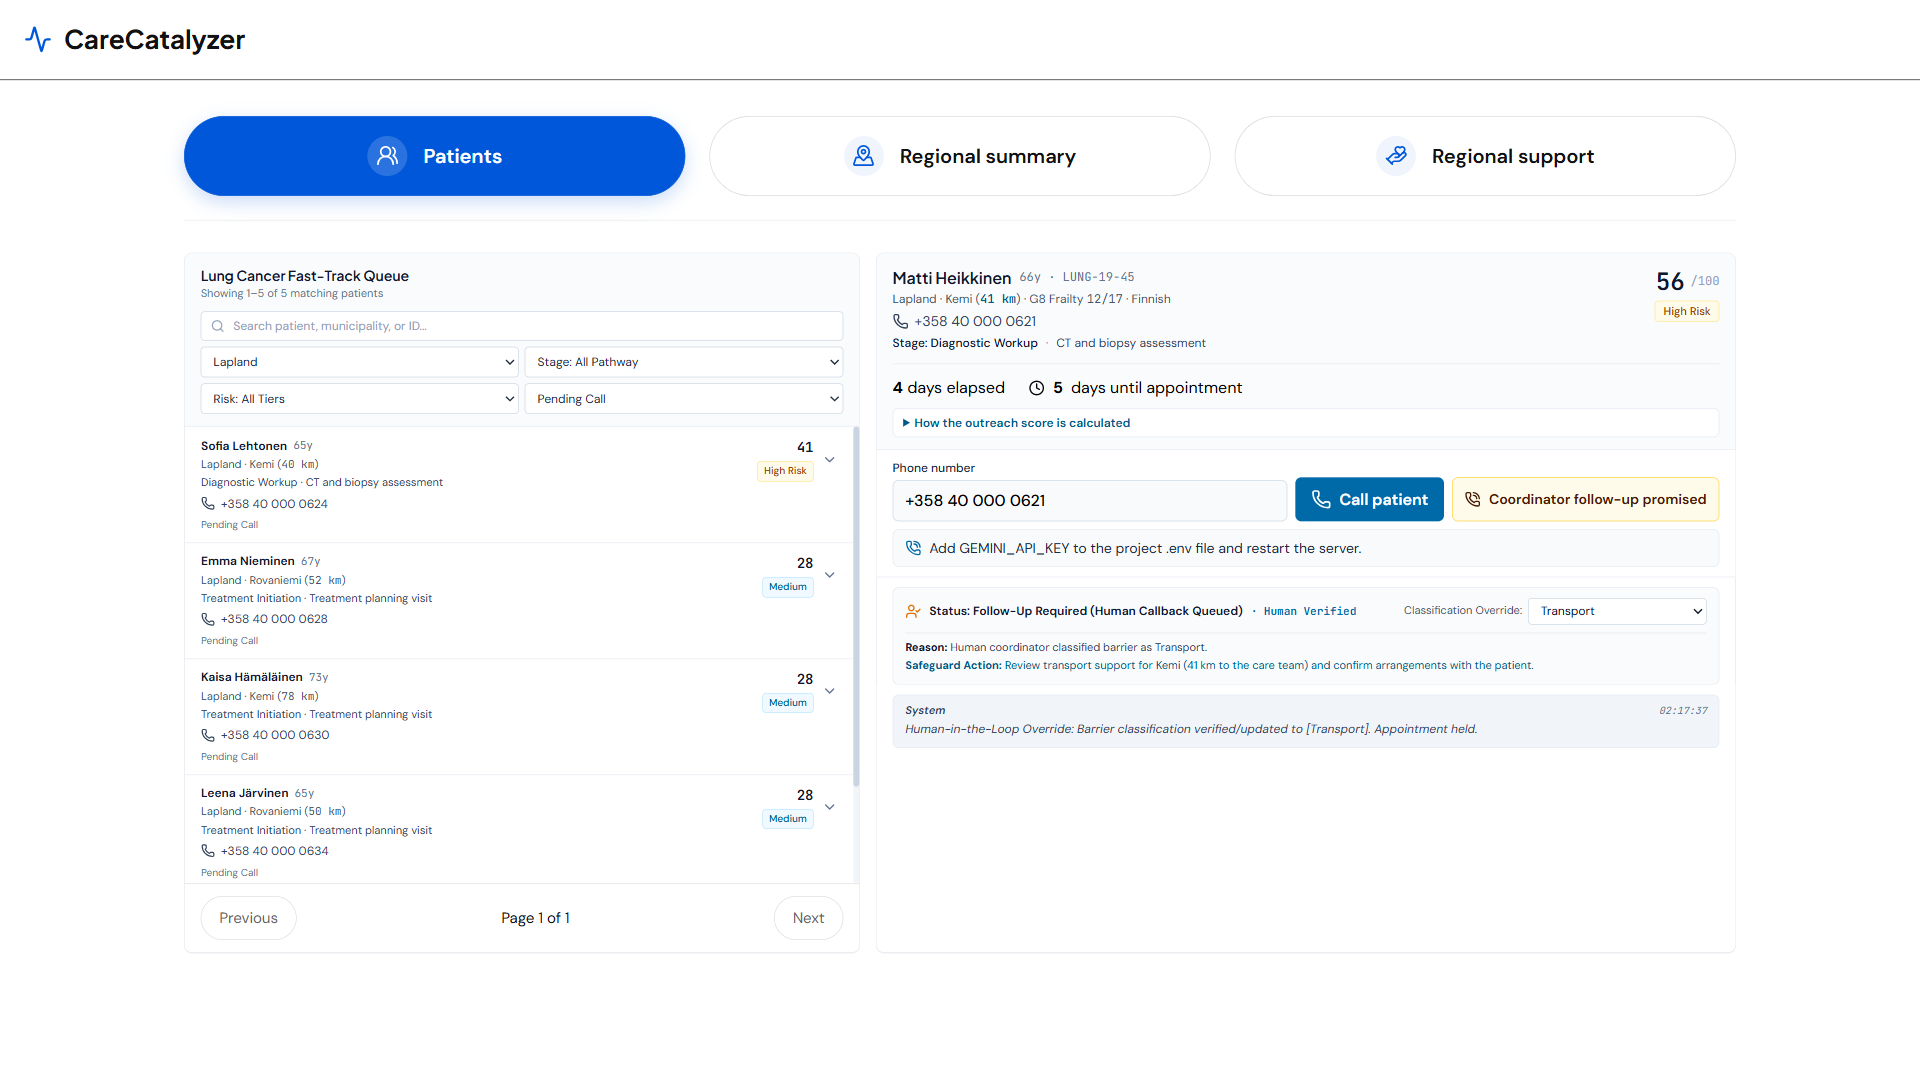 CareCatalyzer
Patients
Regional summary
Regional support
Lung Cancer Fast-Track Queue
Showing 1–5 of 5 matching patients
Search patient, municipality, or ID...
Lapland
Stage: All Pathway
Risk: All Tiers
Pending Call
Sofia Lehtonen 65y
41
Lapland · Kemi (40 km)
High Risk
Diagnostic Workup · CT and biopsy assessment
+358 40 000 0624
Pending Call
Emma Nieminen 67y
28
Lapland · Rovaniemi (52 km)
Medium
Treatment Initiation · Treatment planning visit
+358 40 000 0628
Pending Call
Kaisa Hämäläinen 73y
28
Lapland · Kemi (78 km)
Medium
Treatment Initiation · Treatment planning visit
+358 40 000 0630
Pending Call
Leena Järvinen 65y
28
Lapland · Rovaniemi (50 km)
Medium
Treatment Initiation · Treatment planning visit
+358 40 000 0634
Pending Call
Previous
Page 1 of 1
Next
Matti Heikkinen 66y · LUNG-19-45
56 /100
Lapland · Kemi (41 km) · G8 Frailty 12/17 · Finnish
High Risk
+358 40 000 0621
Stage: Diagnostic Workup · CT and biopsy assessment
4 days elapsed
5 days until appointment
How the outreach score is calculated
Phone number
+358 40 000 0621
Call patient
Coordinator follow-up promised
Add GEMINI_API_KEY to the project .env file and restart the server.
Status: Follow-Up Required (Human Callback Queued) · Human Verified
Classification Override:
Transport
Reason: Human coordinator classified barrier as Transport.
Safeguard Action: Review transport support for Kemi (41 km to the care team) and confirm arrangements with the patient.
System
02:17:37
Human-in-the-Loop Override: Barrier classification verified/updated to [Transport]. Appointment held.